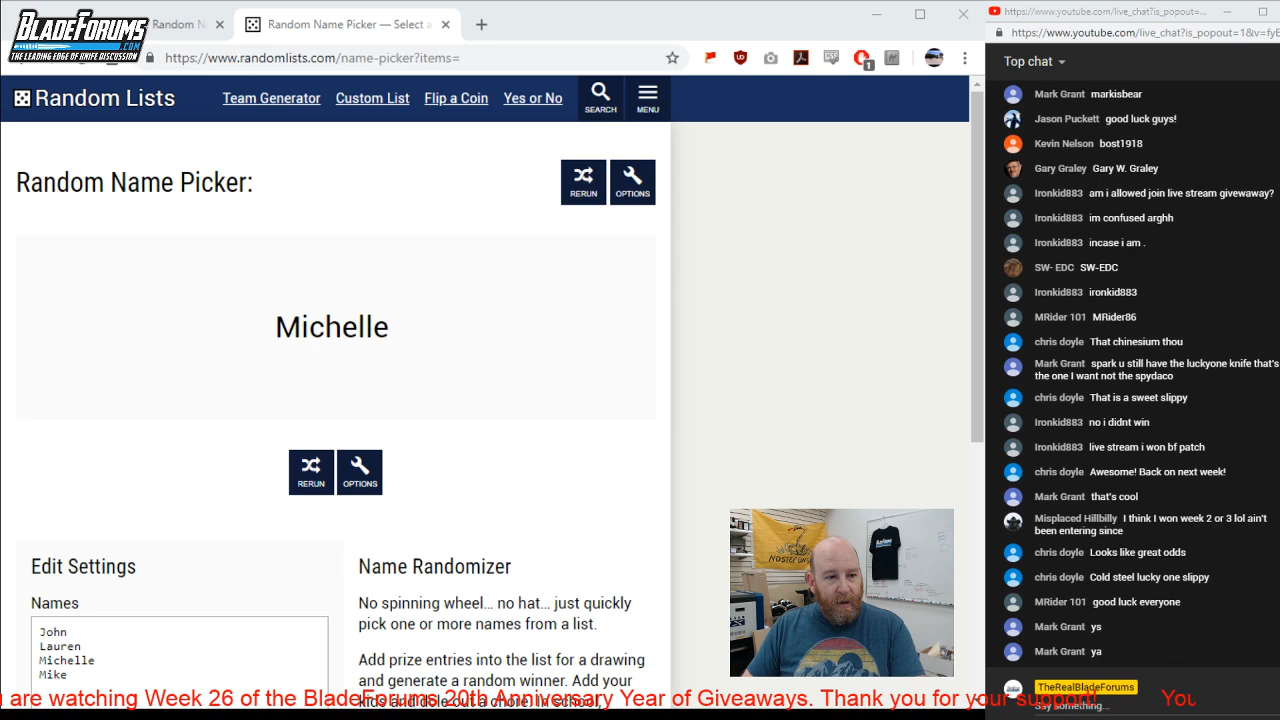 BLADEFORUMS
.COM
THE LEADING EDGE OF KNIFE DISCUSSION
Random N
Random Name Picker — Select a
https://www.randomlists.com/name-picker?items=
1
Random Lists
Team Generator
Custom List
Flip a Coin
Yes or No
SEARCH
MENU
Random Name Picker:
RERUN
OPTIONS
Michelle
RERUN
OPTIONS
Edit Settings
Names
John
Lauren
Michelle
Mike
Name Randomizer
No spinning wheel… no hat… just quickly
pick one or more names from a list.
Add prize entries into the list for a drawing
and generate a random winner. Add your
kids and dole out a chore. In school,
are watching Week 26 of the BladeForums 20th Anniversary Year of Giveaways. Thank you for your support!
You
https://www.youtube.com/live_chat?is_popout=...
https://www.youtube.com/live_chat?is_popout=1&v=fyE
Top chat
Mark Grant markisbear
Jason Puckett good luck guys!
Kevin Nelson bost1918
Gary Graley Gary W. Graley
Ironkid883 am i allowed join live stream givewaway?
Ironkid883 im confused arghh
Ironkid883 incase i am .
SW- EDC SW-EDC
Ironkid883 ironkid883
MRider 101 MRider86
chris doyle That chinesium thou
Mark Grant spark u still have the luckyone knife that's
the one I want not the spydaco
chris doyle That is a sweet slippy
Ironkid883 no i didnt win
Ironkid883 live stream i won bf patch
chris doyle Awesome! Back on next week!
Mark Grant that's cool
Misplaced Hillbilly I think I won week 2 or 3 lol ain't
been entering since
chris doyle Looks like great odds
chris doyle Cold steel lucky one slippy
MRider 101 good luck everyone
Mark Grant ys
Mark Grant ya
TheRealBladeForums
Say something...